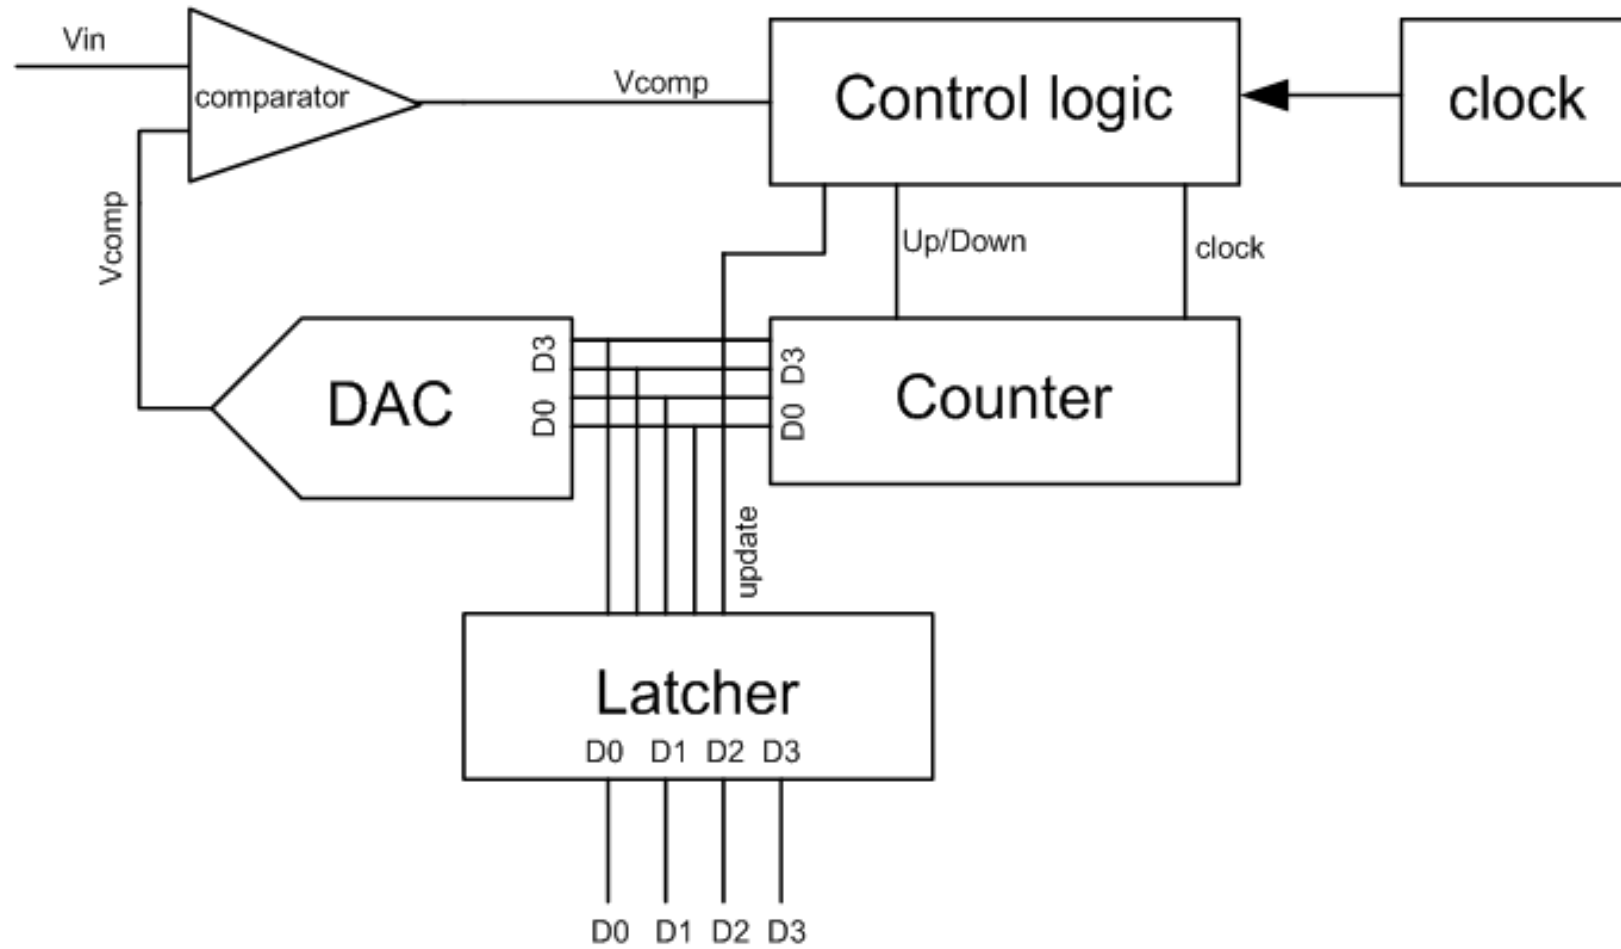 Vin
comparator
Vcomp
Control logic
clock
Vcomp
Up/Down
clock
DAC
D3
D0
D3
D0
Counter
update
Latcher
D0 D1 D2 D3
D0 D1 D2 D3